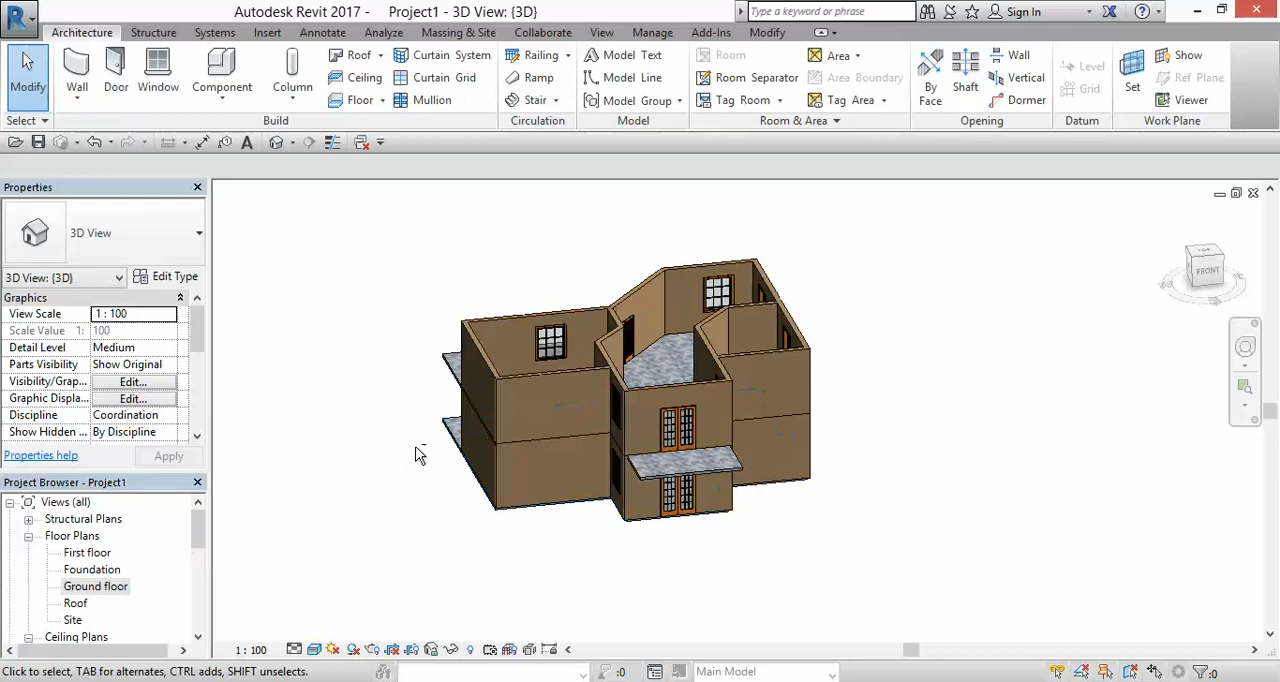 Autodesk Revit 2017 - Project1 - 3D View: {3D}
Type a keyword or phrase
Sign In
Architecture Structure Systems Insert Annotate Analyze Massing & Site Collaborate View Manage Add-Ins Modify
Modify
Select
Wall
Door
Window
Component
Column
Roof
Ceiling
Floor
Curtain System
Curtain Grid
Mullion
Build
Railing
Ramp
Stair
Circulation
Model Text
Model Line
Model Group
Model
Room
Room Separator
Tag Room
Area
Area Boundary
Tag Area
Room & Area
By
Face
Shaft
Wall
Vertical
Dormer
Opening
Level
Grid
Datum
Set
Show
Ref Plane
Viewer
Work Plane
Properties
3D View
3D View: {3D}
Edit Type
Graphics
View Scale 1 : 100
Scale Value 1: 100
Detail Level Medium
Parts Visibility Show Original
Visibility/Grap... Edit...
Graphic Displa... Edit...
Discipline Coordination
Show Hidden ... By Discipline
Properties help
Apply
Project Browser - Project1
Views (all)
Structural Plans
Floor Plans
First floor
Foundation
Ground floor
Roof
Site
Ceiling Plans
TOP
FRONT
1 : 100
Click to select, TAB for alternates, CTRL adds, SHIFT unselects.
:0
Main Model
:0